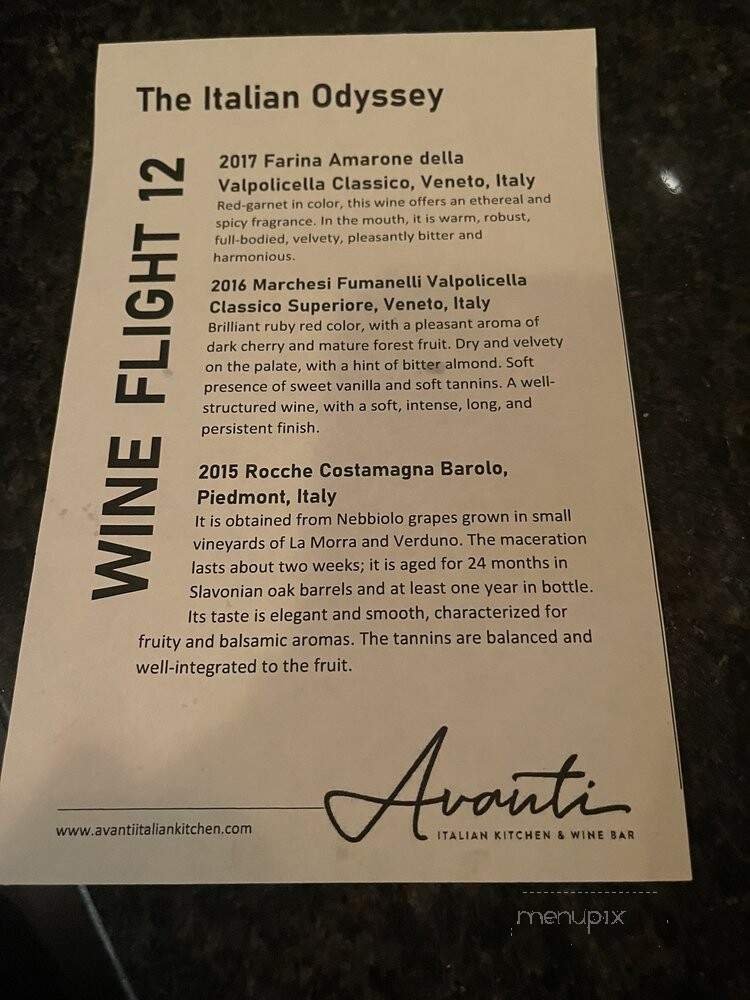 The Italian Odyssey
WINE FLIGHT 12
2017 Farina Amarone della
Valpolicella Classico, Veneto, Italy
Red-garnet in color, this wine offers an ethereal and
spicy fragrance. In the mouth, it is warm, robust,
full-bodied, velvety, pleasantly bitter and
harmonious.
2016 Marchesi Fumanelli Valpolicella
Classico Superiore, Veneto, Italy
Brilliant ruby red color, with a pleasant aroma of
dark cherry and mature forest fruit. Dry and velvety
on the palate, with a hint of bitter almond. Soft
presence of sweet vanilla and soft tannins. A well-
structured wine, with a soft, intense, long, and
persistent finish.
2015 Rocche Costamagna Barolo,
Piedmont, Italy
It is obtained from Nebbiolo grapes grown in small
vineyards of La Morra and Verduno. The maceration
lasts about two weeks; it is aged for 24 months in
Slavonian oak barrels and at least one year in bottle.
Its taste is elegant and smooth, characterized for
fruity and balsamic aromas. The tannins are balanced and
well-integrated to the fruit.
Avanti
ITALIAN KITCHEN & WINE BAR
www.avantiitaliankitchen.com
menupix